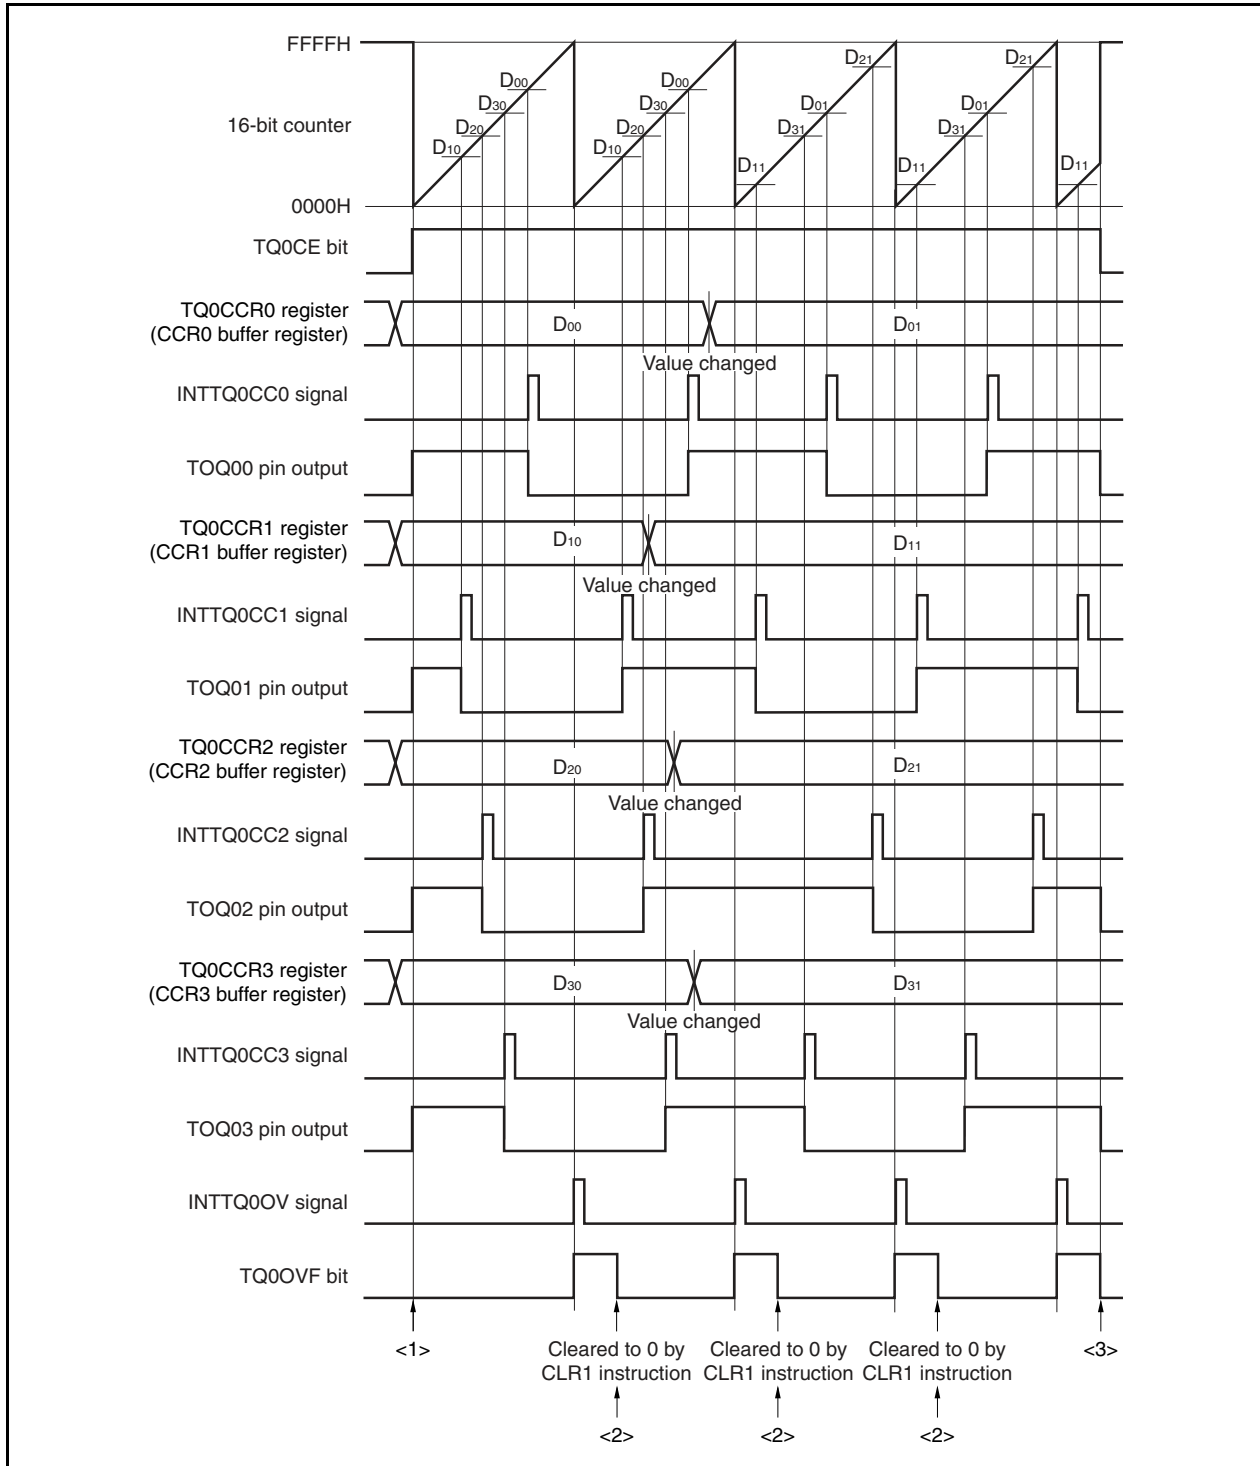 FFFFH
D00
D00
D21
D21
D30
D30
D01
D01
16-bit counter
D20
D20
D31
D31
D10
D10
D11
D11
D11
0000H
TQ0CE bit
TQ0CCR0 register
(CCR0 buffer register)
D00
D01
Value changed
INTTQ0CC0 signal
TOQ00 pin output
TQ0CCR1 register
(CCR1 buffer register)
D10
D11
Value changed
INTTQ0CC1 signal
TOQ01 pin output
TQ0CCR2 register
(CCR2 buffer register)
D20
D21
Value changed
INTTQ0CC2 signal
TOQ02 pin output
TQ0CCR3 register
(CCR3 buffer register)
D30
D31
Value changed
INTTQ0CC3 signal
TOQ03 pin output
INTTQ0OV signal
TQ0OVF bit
<1>
Cleared to 0 by
CLR1 instruction
Cleared to 0 by
CLR1 instruction
Cleared to 0 by
CLR1 instruction
<3>
<2>
<2>
<2>